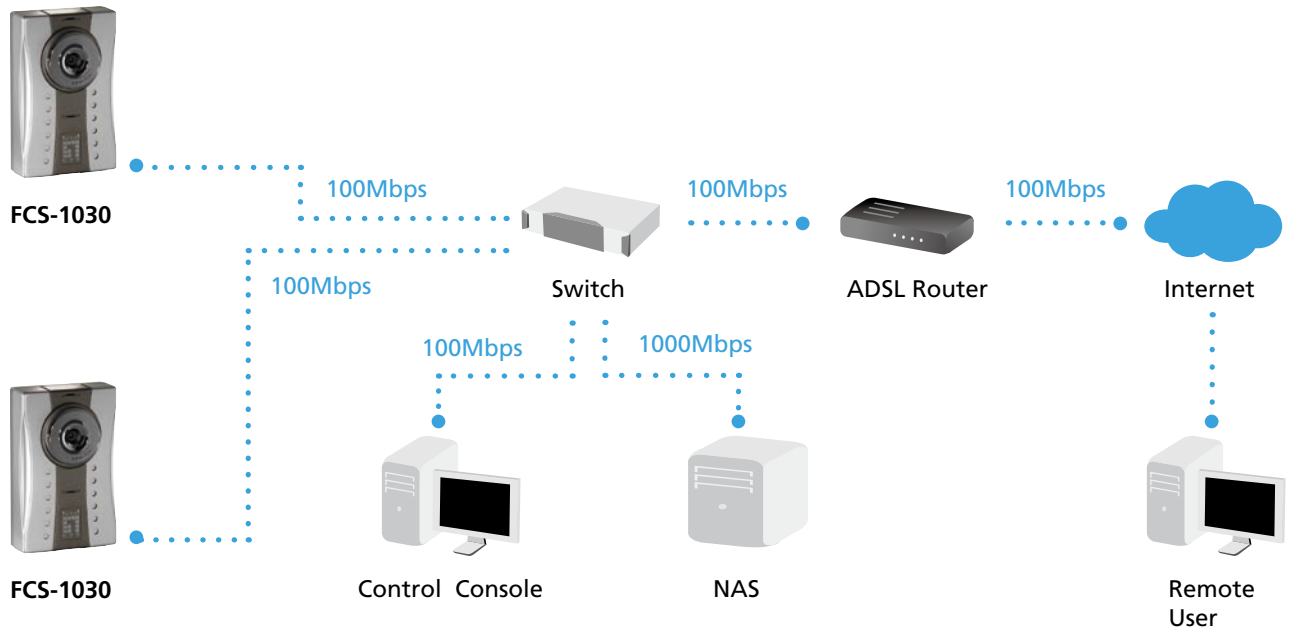 100Mbps
100Mbps
100Mbps
FCS-1030
100Mbps
Switch
ADSL Router
Internet
100Mbps
1000Mbps
FCS-1030
Control Console
NAS
Remote
User